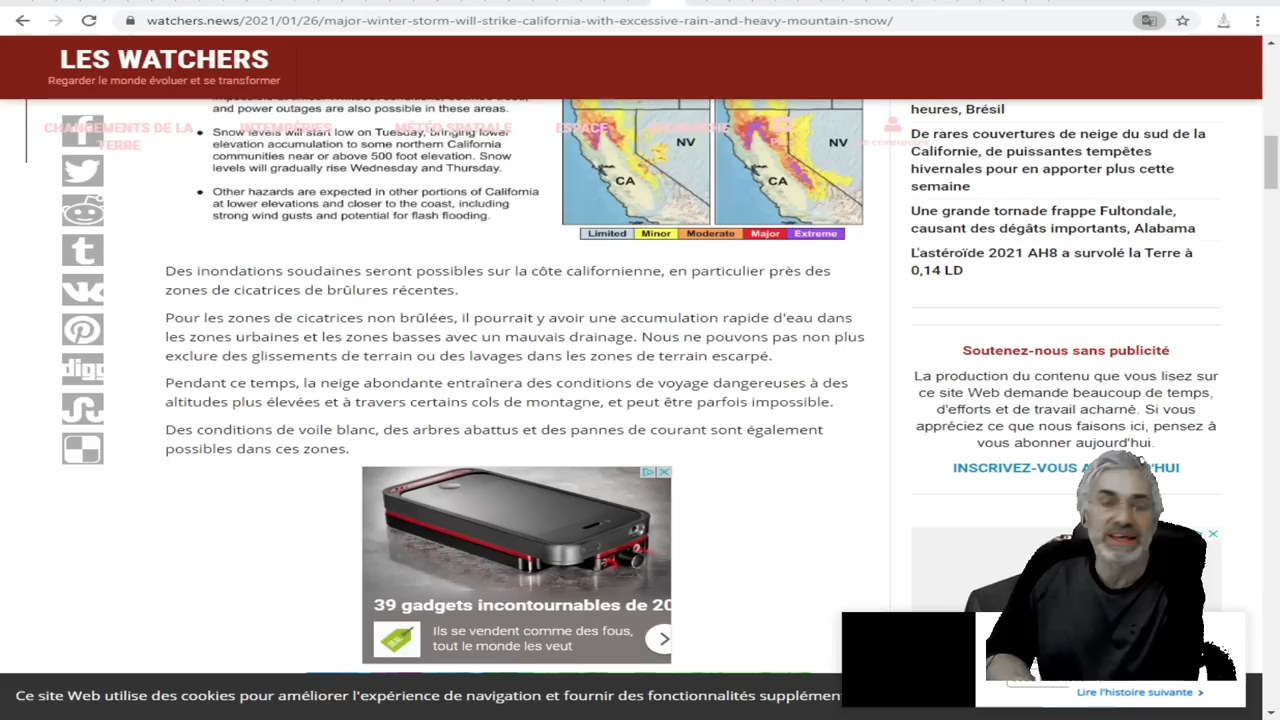 watchers.news/2021/01/26/major-winter-storm-will-strike-california-with-excessive-rain-and-heavy-mountain-snow/
LES WATCHERS
Regarder le monde évoluer et se transformer
CHANGEMENTS DE LA
TERRE
INTEMPÉRIES
MÉTÉO SPATIALE
ESPACE
and power outages are also possible in these areas.
Snow levels will start low on Tuesday, bringing lower
elevation accumulation to some northern California
communities near or above 500 foot elevation. Snow
levels will gradually rise Wednesday and Thursday.
Other hazards are expected in other portions of California
at lower elevations and closer to the coast, including
strong wind gusts and potential for flash flooding.
NV
CA
NV
CA
Limited Minor Moderate Major Extreme
Des inondations soudaines seront possibles sur la côte californienne, en particulier près des
zones de cicatrices de brûlures récentes.
Pour les zones de cicatrices non brûlées, il pourrait y avoir une accumulation rapide d'eau dans
les zones urbaines et les zones basses avec un mauvais drainage. Nous ne pouvons pas non plus
exclure des glissements de terrain ou des lavages dans les zones de terrain escarpé.
Pendant ce temps, la neige abondante entraînera des conditions de voyage dangereuses à des
altitudes plus élevées et à travers certains cols de montagne, et peut être parfois impossible.
Des conditions de voile blanc, des arbres abattus et des pannes de courant sont également
possibles dans ces zones.
39 gadgets incontournables de 20
Ils se vendent comme des fous,
tout le monde les veut
heures, Brésil
De rares couvertures de neige du sud de la
Californie, de puissantes tempêtes
hivernales pour en apporter plus cette
semaine
Une grande tornade frappe Fultondale,
causant des dégâts importants, Alabama
L'astéroïde 2021 AH8 a survolé la Terre à
0,14 LD
Soutenez-nous sans publicité
La production du contenu que vous lisez sur
ce site Web demande beaucoup de temps,
d'efforts et de travail acharné. Si vous
appréciez ce que nous faisons ici, pensez à
vous abonner aujourd'hui.
INSCRIVEZ-VOUS
Lire l'histoire suivante
Ce site Web utilise des cookies pour améliorer l'expérience de navigation et fournir des fonctionnalités supplémen